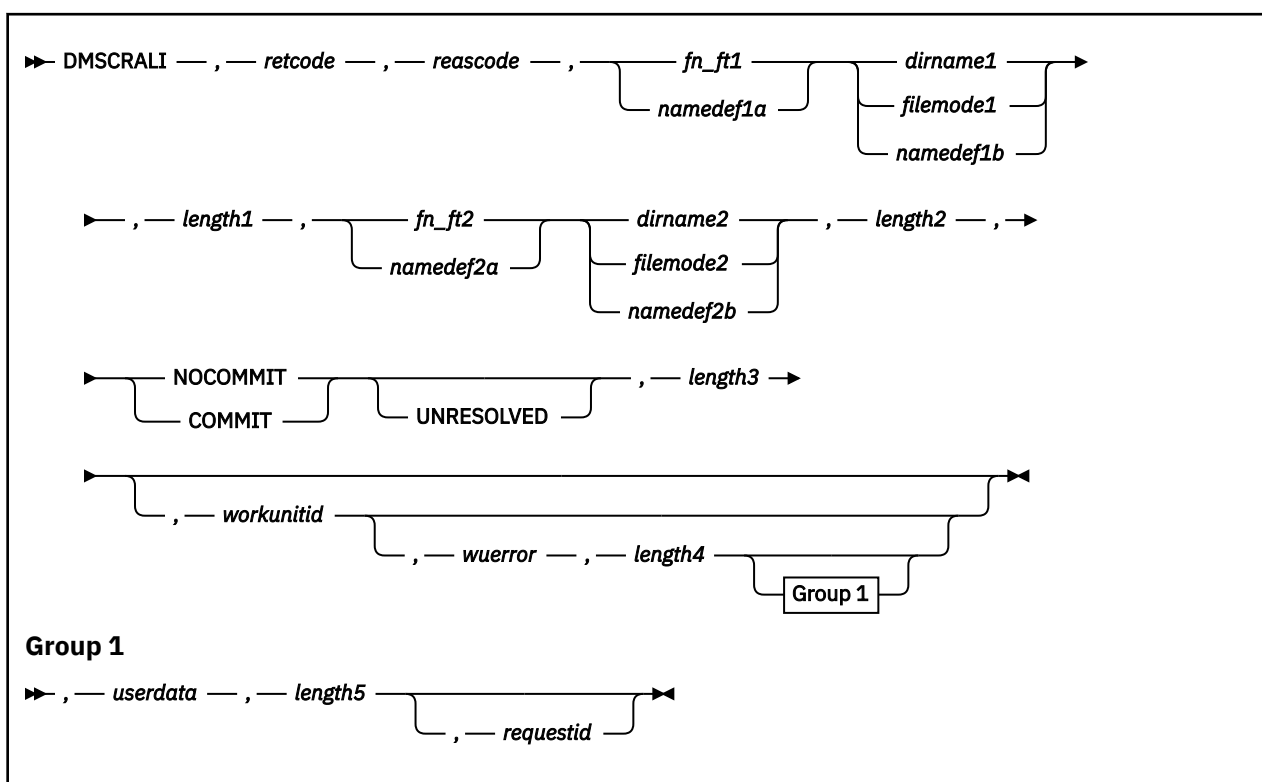 DMSCRALI , retcode , reascode , fn_ft1 dirname1
namedef1a filemode1
namedef1b
, length1 , fn_ft2 dirname2 , length2 ,
namedef2a filemode2
namedef2b
NOCOMMIT , length3
COMMIT UNRESOLVED
, workunitid
, wuerror , length4
Group 1
Group 1
, userdata , length5
, requestid